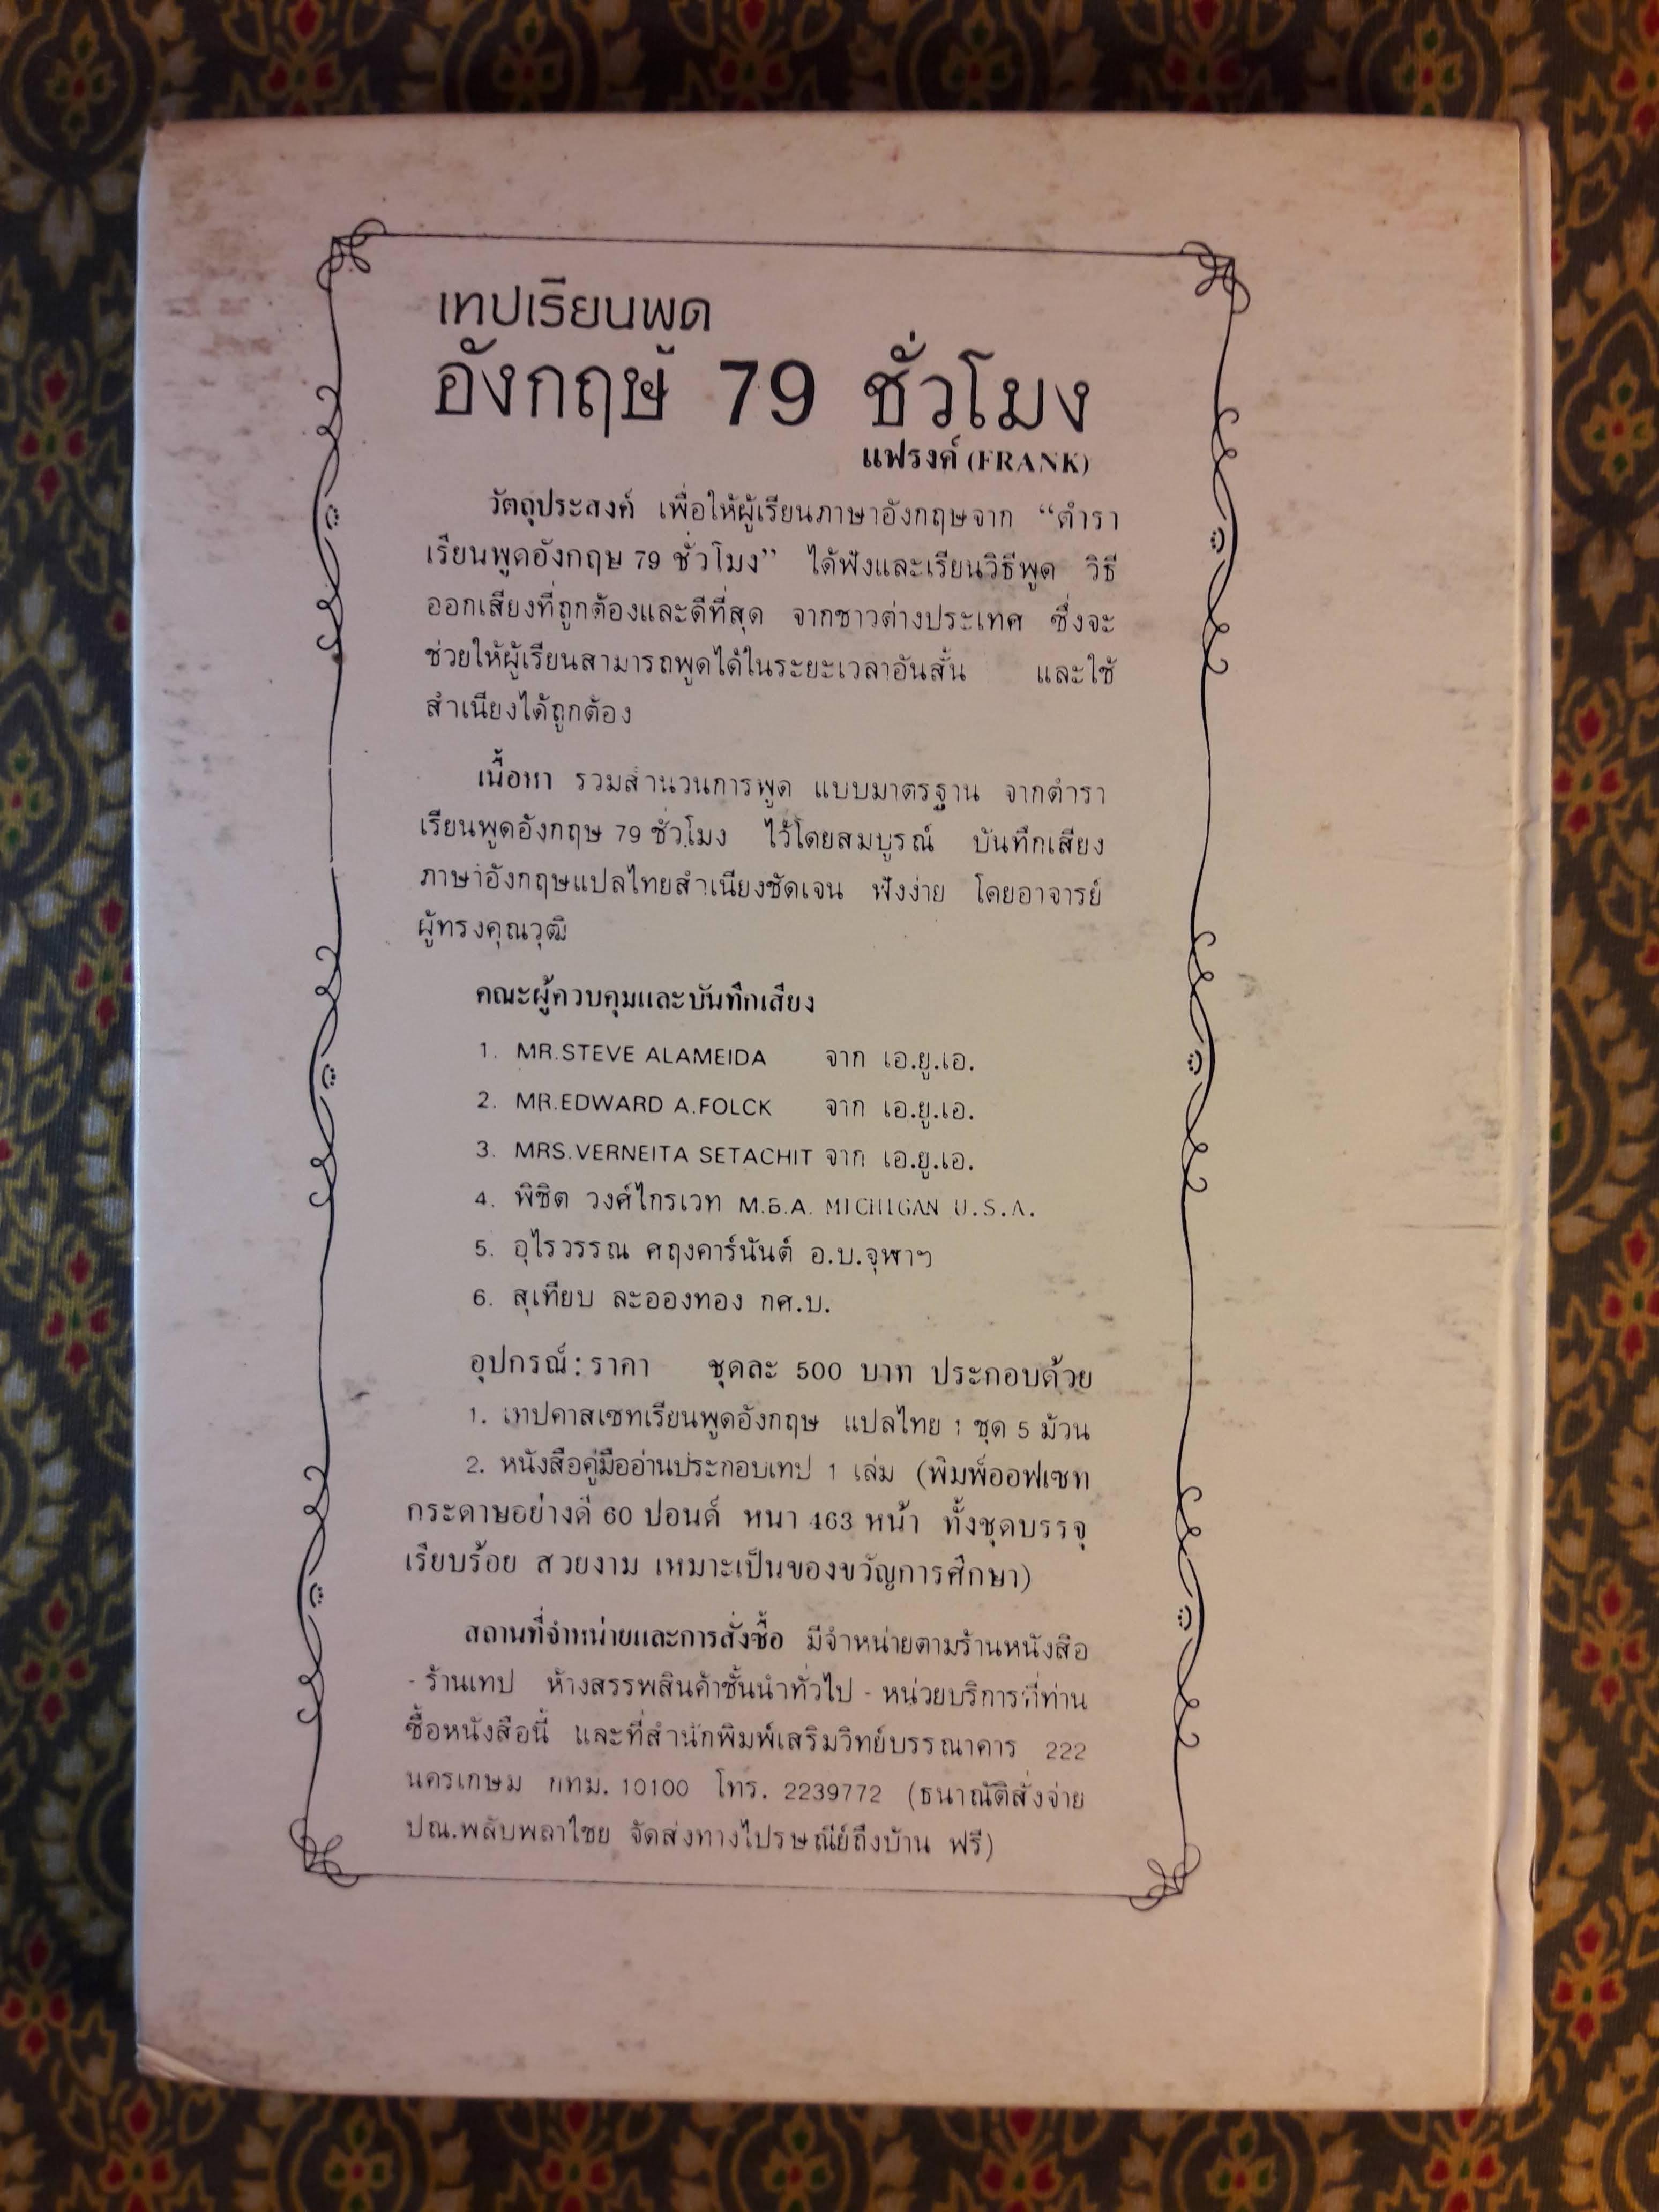 เทปเรียนพูด
อังกฤษ 79 ชั่วโมง
แฟรงค์ (FRANK)
วัตถุประสงค์ เพื่อให้ผู้เรียนภาษาอังกฤษจาก “ตำรา
เรียนพูดอังกฤษ 79 ชั่วโมง” ได้ฟังและเรียนวิธีพูด วิธี
ออกเสียงที่ถูกต้องและดีที่สุด จากชาวต่างประเทศ ซึ่งจะ
ช่วยให้ผู้เรียนสามารถพูดได้ในระยะเวลาอันสั้น และใช้
สำเนียงได้ถูกต้อง
เนื้อหา รวมสำนวนการพูด แบบมาตรฐาน จากตำรา
เรียนพูดอังกฤษ 79 ชั่วโมง ไว้โดยสมบูรณ์ บันทึกเสียง
ภาษาอังกฤษแปลไทยสำเนียงชัดเจน ฟังง่าย โดยอาจารย์
ผู้ทรงคุณวุฒิ
คณะผู้ควบคุมและบันทึกเสียง
1. MR.STEVE ALAMEIDA จาก เอ.ยู.เอ.
2. MR.EDWARD A.FOLCK จาก เอ.ยู.เอ.
3. MRS.VERNEITA SETACHIT จาก เอ.ยู.เอ.
4. พิชิต วงศ์ไกรเวท M.B.A. MICHIGAN U.S.A.
5. อุไรวรรณ ศฤงคาร์นันต์ อ.บ.จุฬาฯ
6. สุเทียบ ละอองทอง กศ.บ.
อุปกรณ์:ราคา ชุดละ 500 บาท ประกอบด้วย
1. เทปคาสเซทเรียนพูดอังกฤษ แปลไทย 1 ชุด 5 ม้วน
2. หนังสือคู่มืออ่านประกอบเทป 1 เล่ม (พิมพ์ออฟเซท
กระดาษอย่างดี 60 ปอนด์ หนา 463 หน้า ทั้งชุดบรรจุ
เรียบร้อย สวยงาม เหมาะเป็นของขวัญการศึกษา)
สถานที่จำหน่ายและการสั่งซื้อ มีจำหน่ายตามร้านหนังสือ
- ร้านเทป ห้างสรรพสินค้าชั้นนำทั่วไป - หน่วยบริการที่ท่าน
ซื้อหนังสือนี้ และที่สำนักพิมพ์เสริมวิทย์บรรณาคาร 222
นครเกษม กทม. 10100 โทร. 2239772 (ธนาณัติสั่งจ่าย
ปณ.พลับพลาไชย จัดส่งทางไปรษณีย์ถึงบ้าน ฟรี)